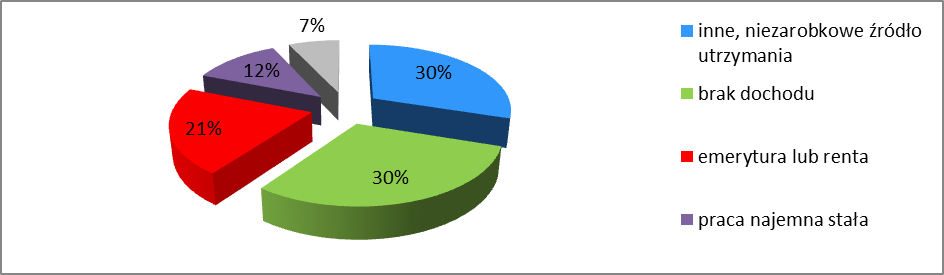 7%
12%
30%
21%
30%
inne, niezarobkowe źródło
utrzymania
brak dochodu
emerytura lub renta
praca najemna stała